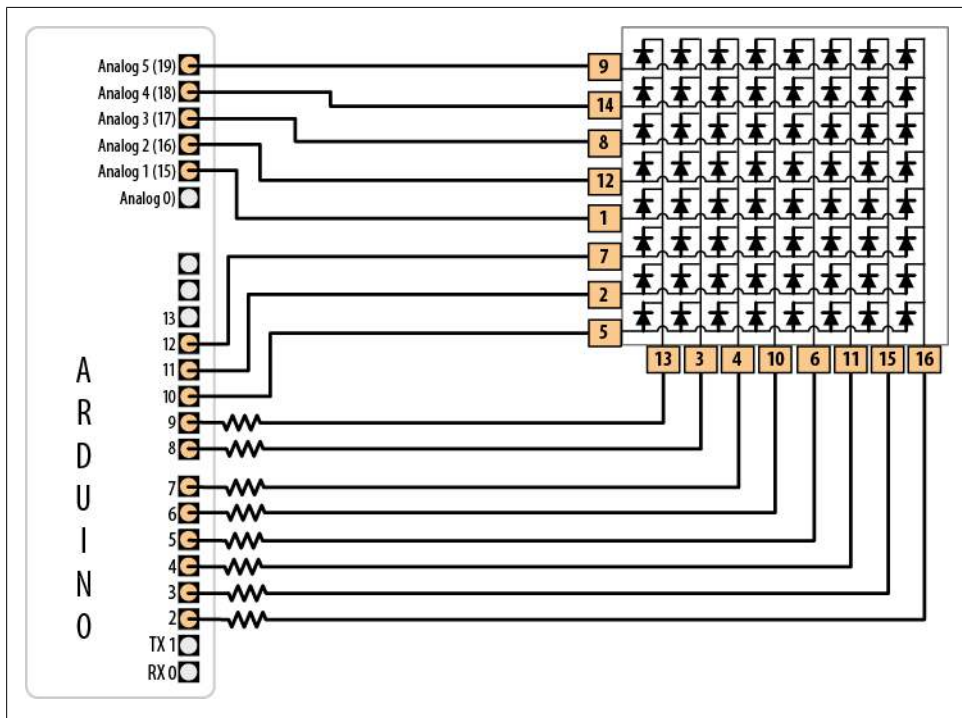 Analog 5 (19)
Analog 4 (18)
Analog 3 (17)
Analog 2 (16)
Analog 1 (15)
Analog 0)
13
12
11
10
9
8
7
6
5
4
3
2
TX 1
RX 0
ARDUINO
9
14
8
12
1
7
2
5
13 3 4 10 6 11 15 16